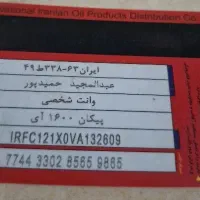 National Iranian Oil Products Distribution Co
ایران ۶۳-۳۳۸ط۴۹
عبدالمجید حمیدپور
وانت شخصی
پیکان ۱۶۰۰ آی
IRFC121X0VA132609
7744 3302 8565 9865